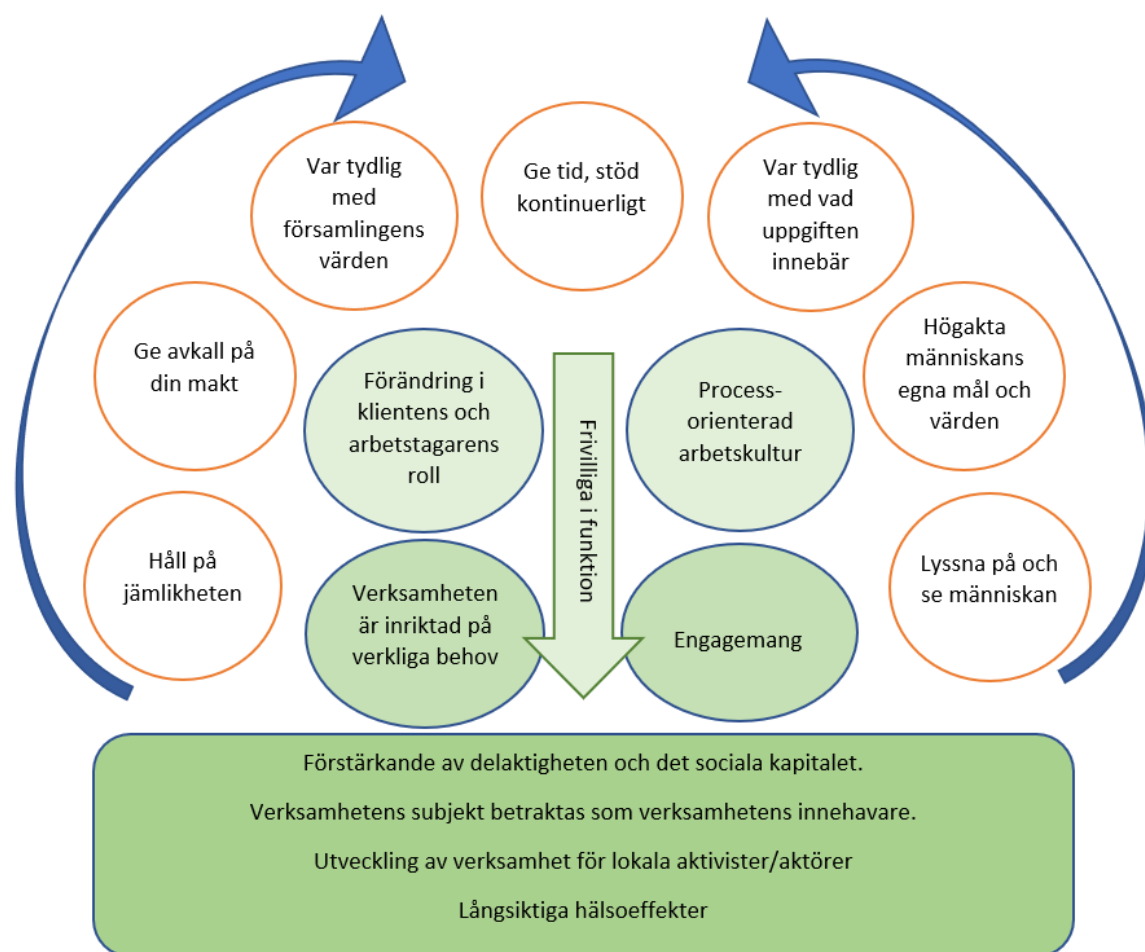 Var tydlig
med
församlingens
värden
Ge tid, stöd
kontinuerligt
Var tydlig
med vad
uppgiften
innebär
Ge avkall på
din makt
Högakta
människans
egna mål och
värden
Håll på
jämlikheten
Lyssna på och
se människan
Förändring i
klientens och
arbetstagarens
roll
Process-
orienterad
arbetskultur
Frivilliga i funktion
Verksamheten
är inriktad på
verkliga behov
Engagemang
Förstärkande av delaktigheten och det sociala kapitalet.
Verksamhetens subjekt betraktas som verksamhetens innehavare.
Utveckling av verksamhet för lokala aktivister/aktörer
Långsiktiga hälsoeffekter